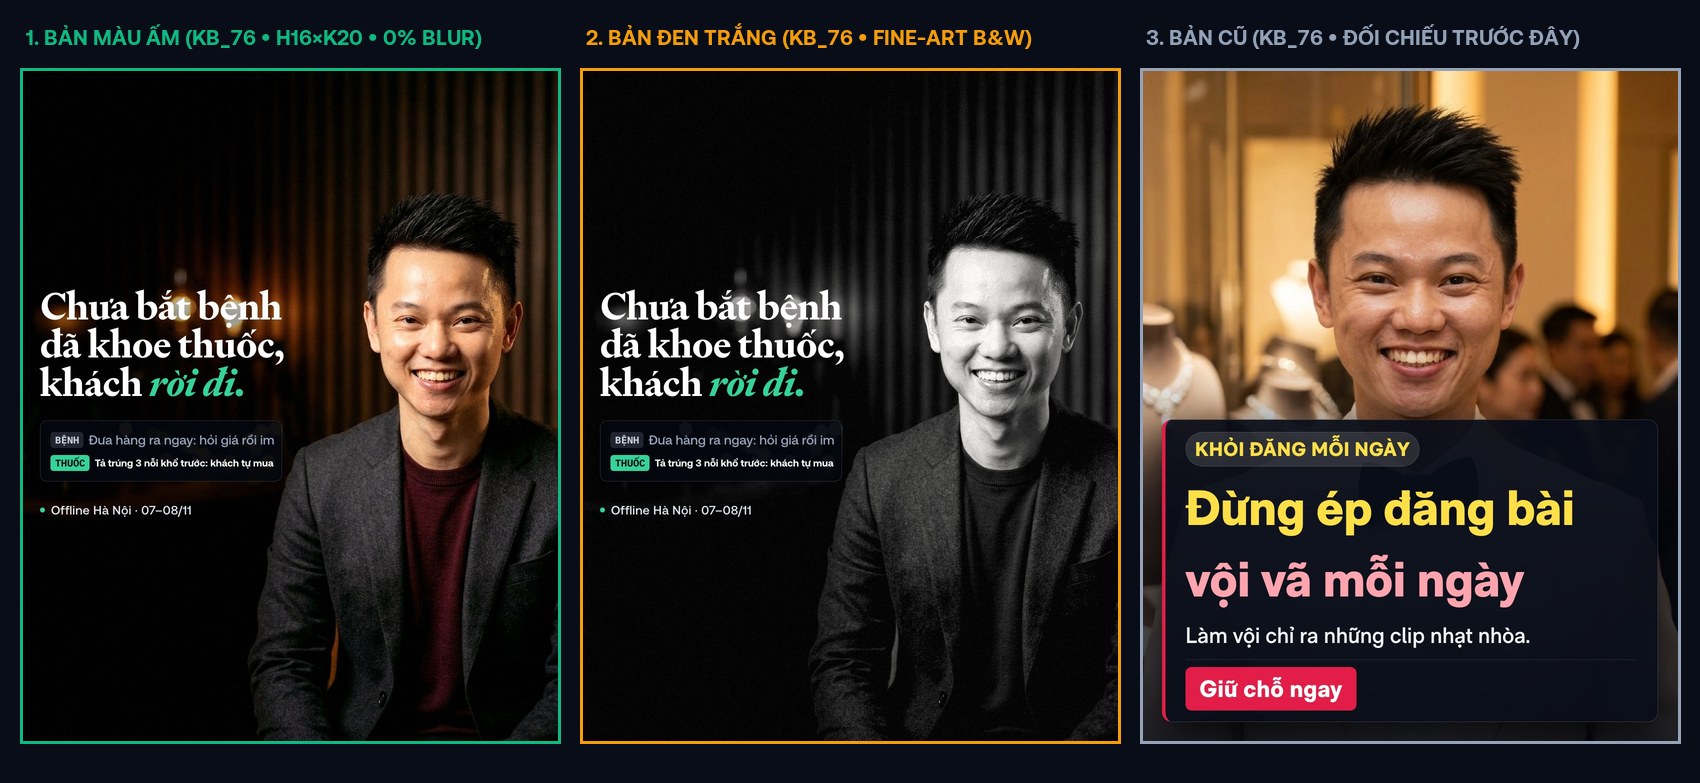 1. BẢN MÀU ẤM (KB_76 • H16×K20 • 0% BLUR)
Chưa bắt bệnh
đã khoe thuốc,
khách rời đi.
BỆNH Đưa hàng ra ngay: hỏi giá rồi im
THUỐC Tả trúng 3 nỗi khổ trước: khách tự mua
Offline Hà Nội · 07–08/11
2. BẢN ĐEN TRẮNG (KB_76 • FINE-ART B&W)
Chưa bắt bệnh
đã khoe thuốc,
khách rời đi.
BỆNH Đưa hàng ra ngay: hỏi giá rồi im
THUỐC Tả trúng 3 nỗi khổ trước: khách tự mua
Offline Hà Nội · 07–08/11
3. BẢN CŨ (KB_76 • ĐỐI CHIẾU TRƯỚC ĐÂY)
KHỎI ĐĂNG MỖI NGÀY
Đừng ép đăng bài
vội vã mỗi ngày
Làm vội chỉ ra những clip nhạt nhòa.
Giữ chỗ ngay